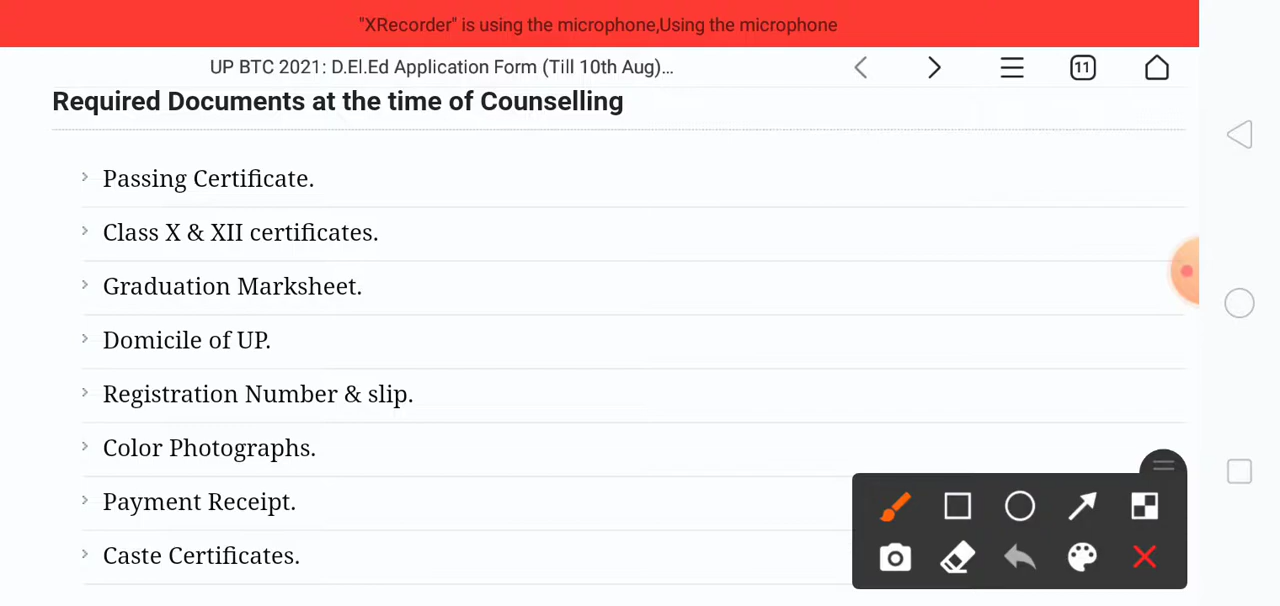 "XRecorder" is using the microphone,Using the microphone
UP BTC 2021: D.El.Ed Application Form (Till 10th Aug)...
11
Required Documents at the time of Counselling
Passing Certificate.
Class X & XII certificates.
Graduation Marksheet.
Domicile of UP.
Registration Number & slip.
Color Photographs.
Payment Receipt.
Caste Certificates.